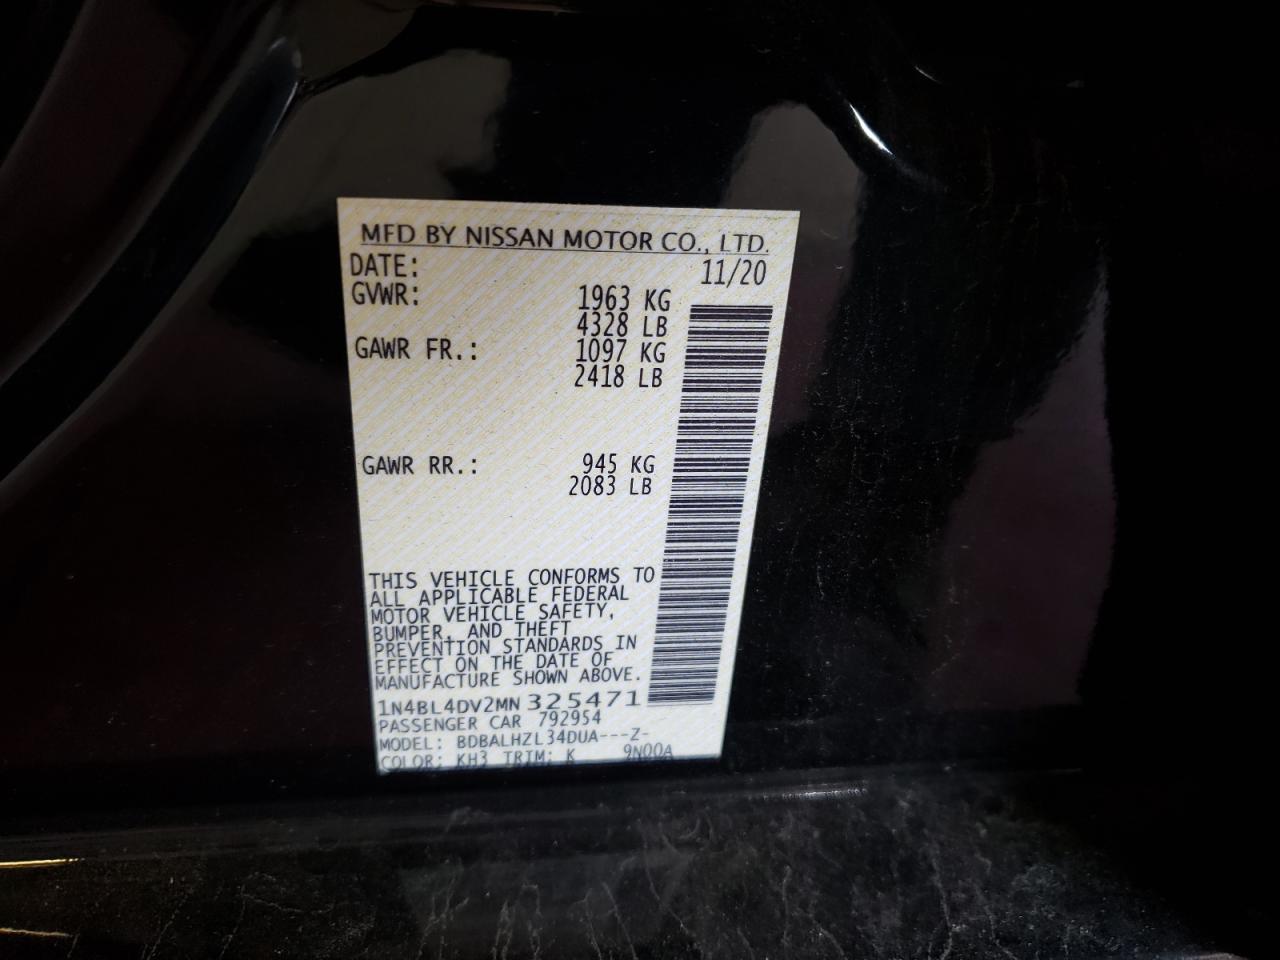 MFD BY NISSAN MOTOR CO., LTD.
DATE: 11/20
GVWR: 1963 KG
4328 LB
GAWR FR.: 1097 KG
2418 LB
GAWR RR.: 945 KG
2083 LB
THIS VEHICLE CONFORMS TO
ALL APPLICABLE FEDERAL
MOTOR VEHICLE SAFETY,
BUMPER, AND THEFT
PREVENTION STANDARDS IN
EFFECT ON THE DATE OF
MANUFACTURE SHOWN ABOVE.
1N4BL4DV2MN325471
PASSENGER CAR 792954
MODEL: BDBALHZL34DUA---Z-
COLOR: KH3 TRIM: K 9N00A